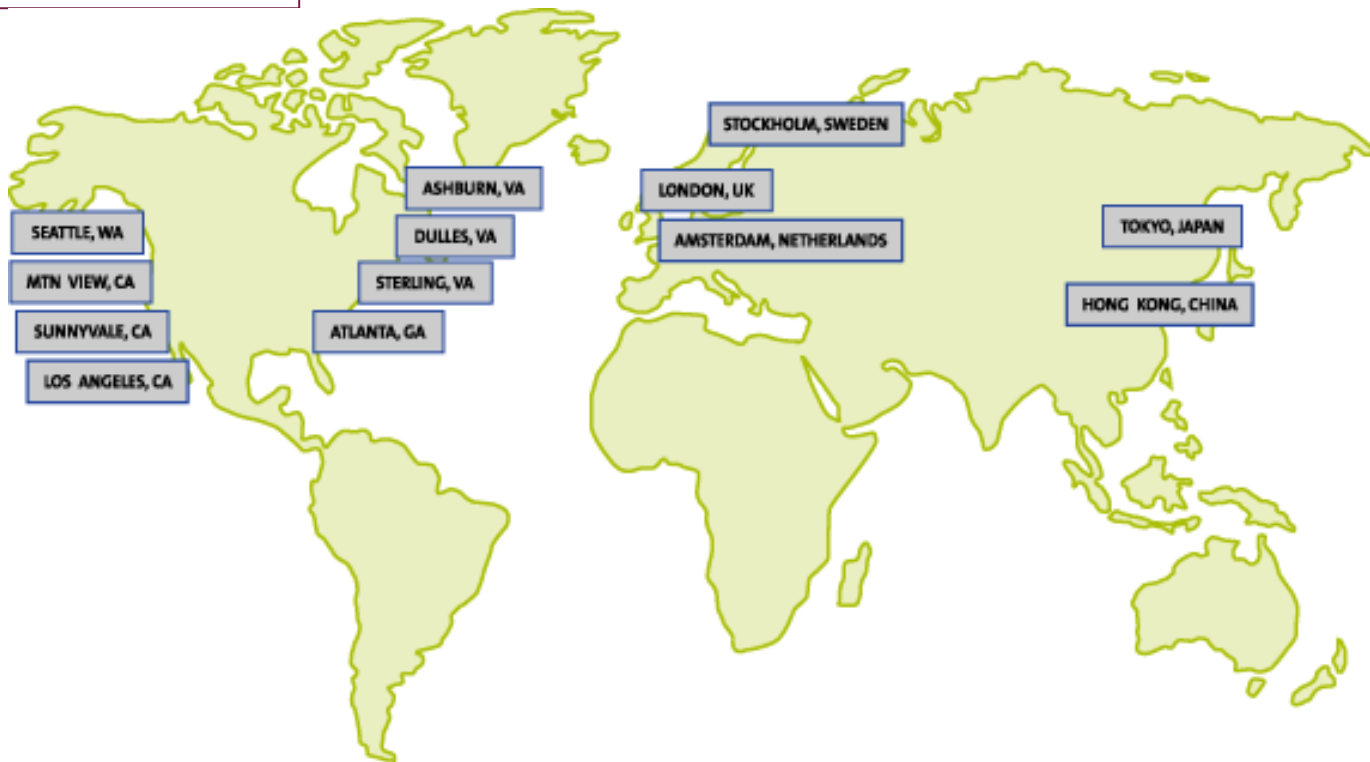 STOCKHOLM, SWEDEN
ASHBURN, VA
LONDON, UK
SEATTLE, WA
DULLES, VA
AMSTERDAM, NETHERLANDS
TOKYO, JAPAN
MTN VIEW, CA
STERLING, VA
HONG KONG, CHINA
SUNNYVALE, CA
ATLANTA, GA
LOS ANGELES, CA